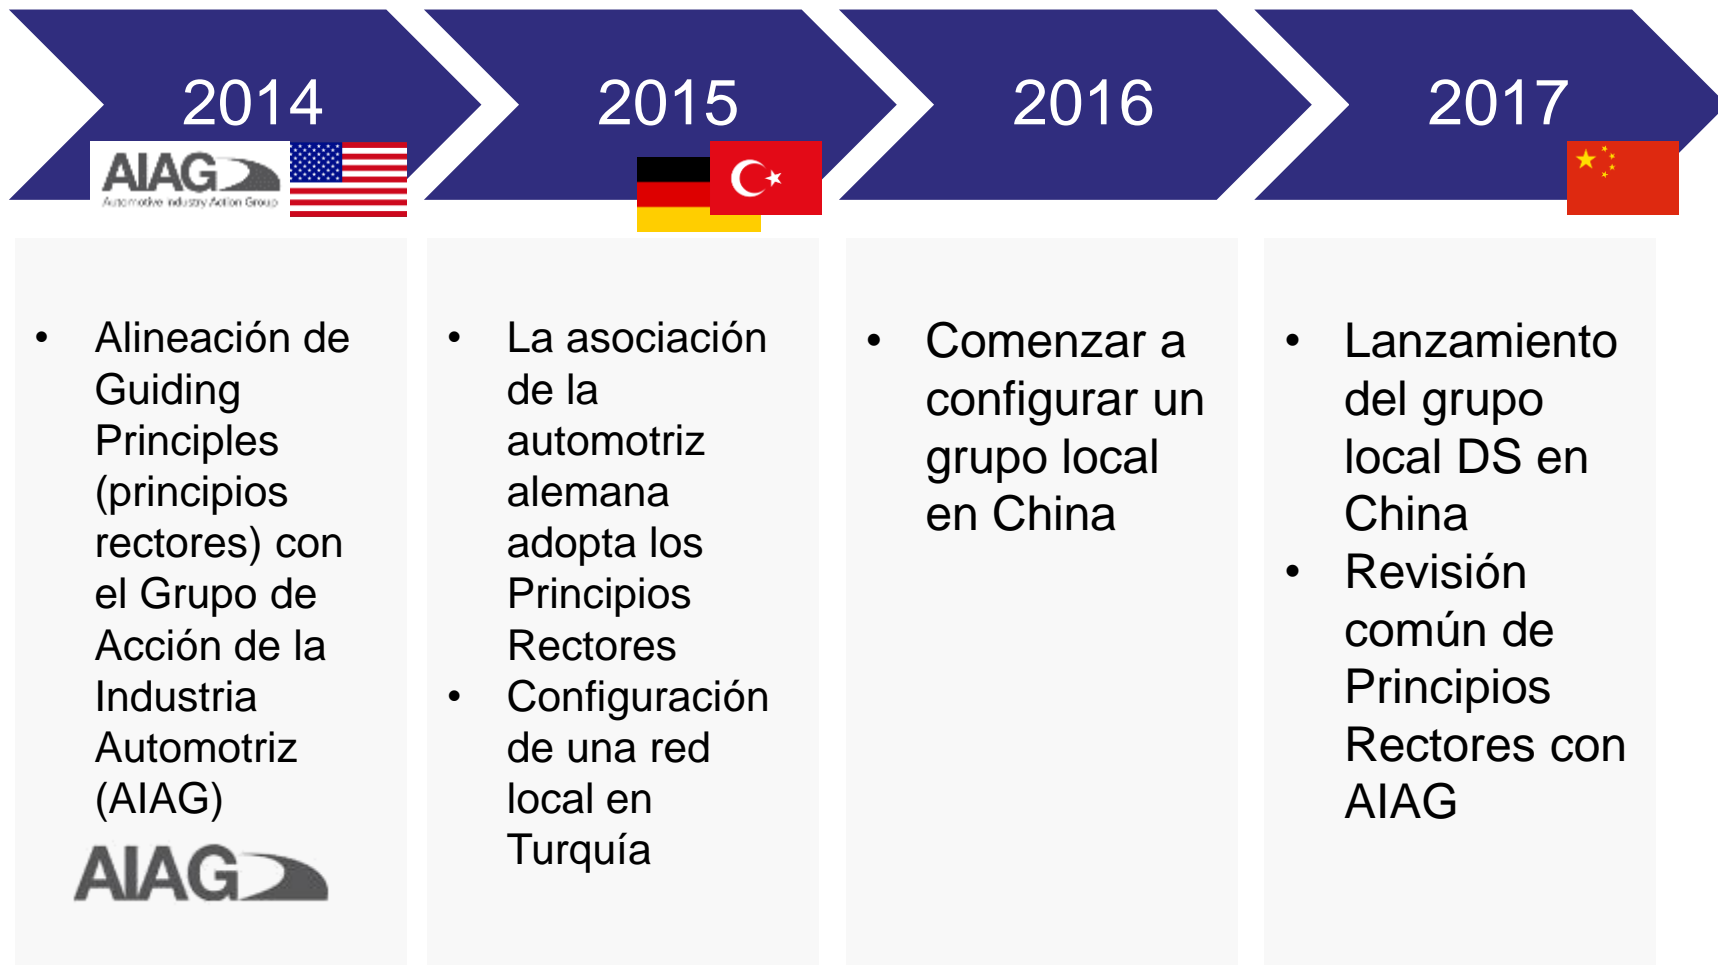 2014
2015
2016
2017
AIAG
Automotive Industry Action Group
• Alineación de
Guiding
Principles
(principios
rectores) con
el Grupo de
Acción de la
Industria
Automotriz
(AIAG)
AIAG
• La asociación
de la
automotriz
alemana
adopta los
Principios
Rectores
• Configuración
de una red
local en
Turquía
• Comenzar a
configurar un
grupo local
en China
• Lanzamiento
del grupo
local DS en
China
• Revisión
común de
Principios
Rectores con
AIAG